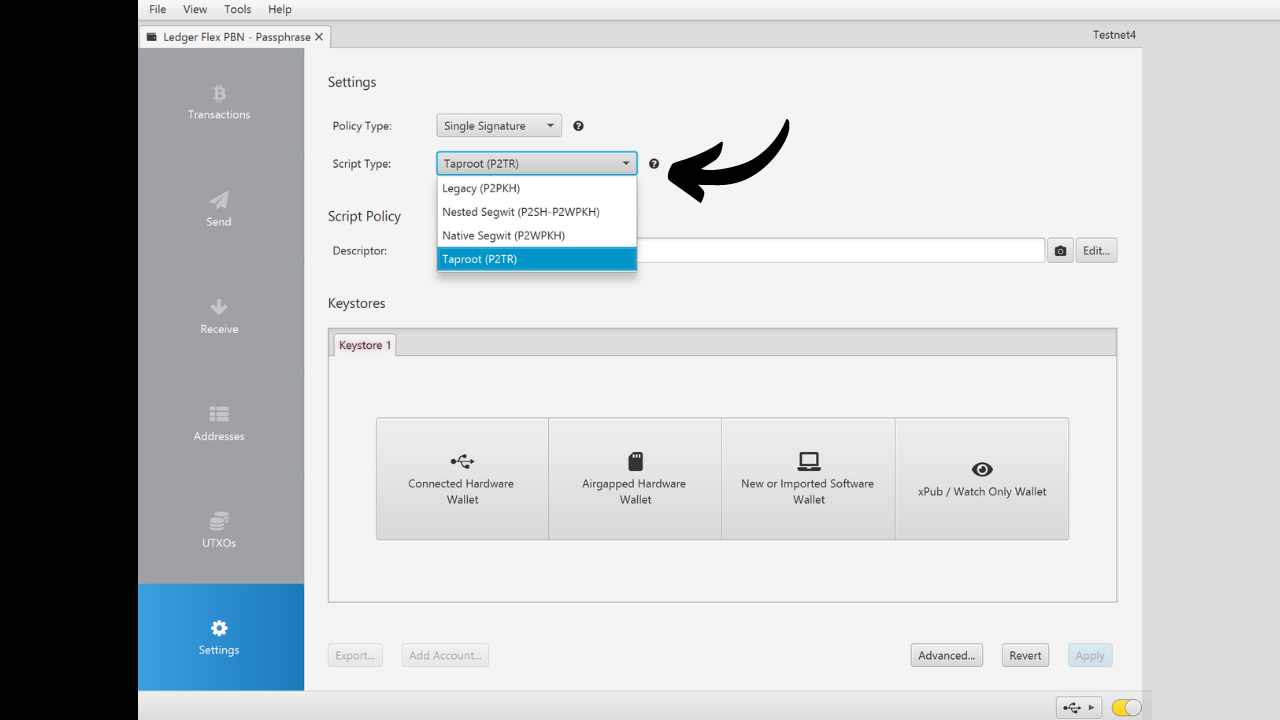 File View Tools Help
Ledger Flex PBN - Passphrase
Testnet4
Transactions
Send
Receive
Addresses
UTXOs
Settings
Settings
Policy Type: Single Signature
Script Type: Taproot (P2TR)
Legacy (P2PKH)
Nested Segwit (P2SH-P2WPKH)
Native Segwit (P2WPKH)
Taproot (P2TR)
Script Policy
Descriptor: Edit...
Keystores
Keystore 1
Connected Hardware
Wallet
Airgapped Hardware
Wallet
New or Imported Software
Wallet
xPub / Watch Only Wallet
Export... Add Account... Advanced... Revert Apply